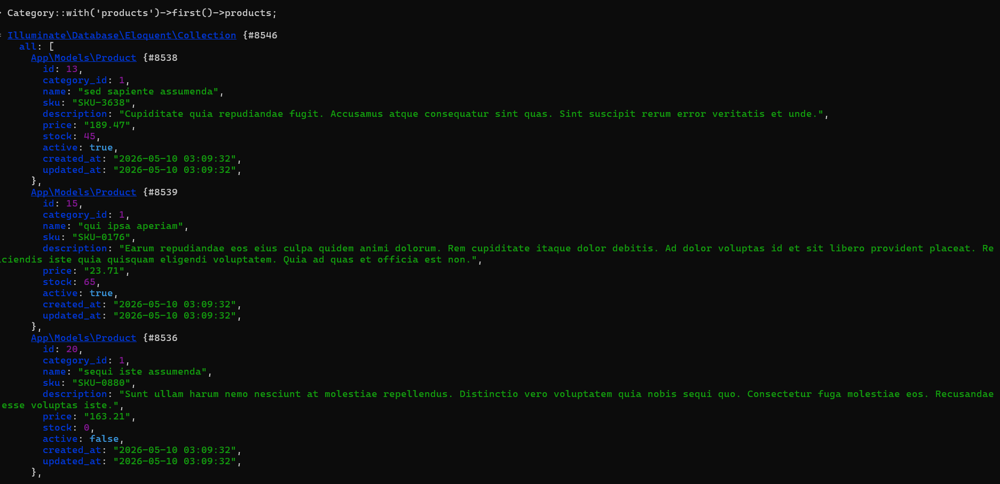 > Category::with('products')->first()->products;
= Illuminate\Database\Eloquent\Collection {#8546
all: [
App\Models\Product {#8538
id: 13,
category_id: 1,
name: "sed sapiente assumenda",
sku: "SKU-3638",
description: "Cupiditate quia repudiandae fugit. Accusamus atque consequatur sint quas. Sint suscipit rerum error veritatis et unde.",
price: "189.47",
stock: 45,
active: true,
created_at: "2026-05-10 03:09:32",
updated_at: "2026-05-10 03:09:32",
},
App\Models\Product {#8539
id: 15,
category_id: 1,
name: "qui ipsa aperiam",
sku: "SKU-0176",
description: "Earum repudiandae eos eius culpa quidem animi dolorum. Rem cupiditate itaque dolor debitis. Ad dolor voluptas id et sit libero provident placeat. Re
ciendis iste quia quisquam eligendi voluptatem. Quia ad quas et officia est non.",
price: "23.71",
stock: 65,
active: true,
created_at: "2026-05-10 03:09:32",
updated_at: "2026-05-10 03:09:32",
},
App\Models\Product {#8536
id: 20,
category_id: 1,
name: "sequi iste assumenda",
sku: "SKU-0880",
description: "Sunt ullam harum nemo nesciunt at molestiae repellendus. Distinctio vero voluptatem quia nobis sequi quo. Consectetur fuga molestiae eos. Recusandae
esse voluptas iste.",
price: "163.21",
stock: 0,
active: false,
created_at: "2026-05-10 03:09:32",
updated_at: "2026-05-10 03:09:32",
},